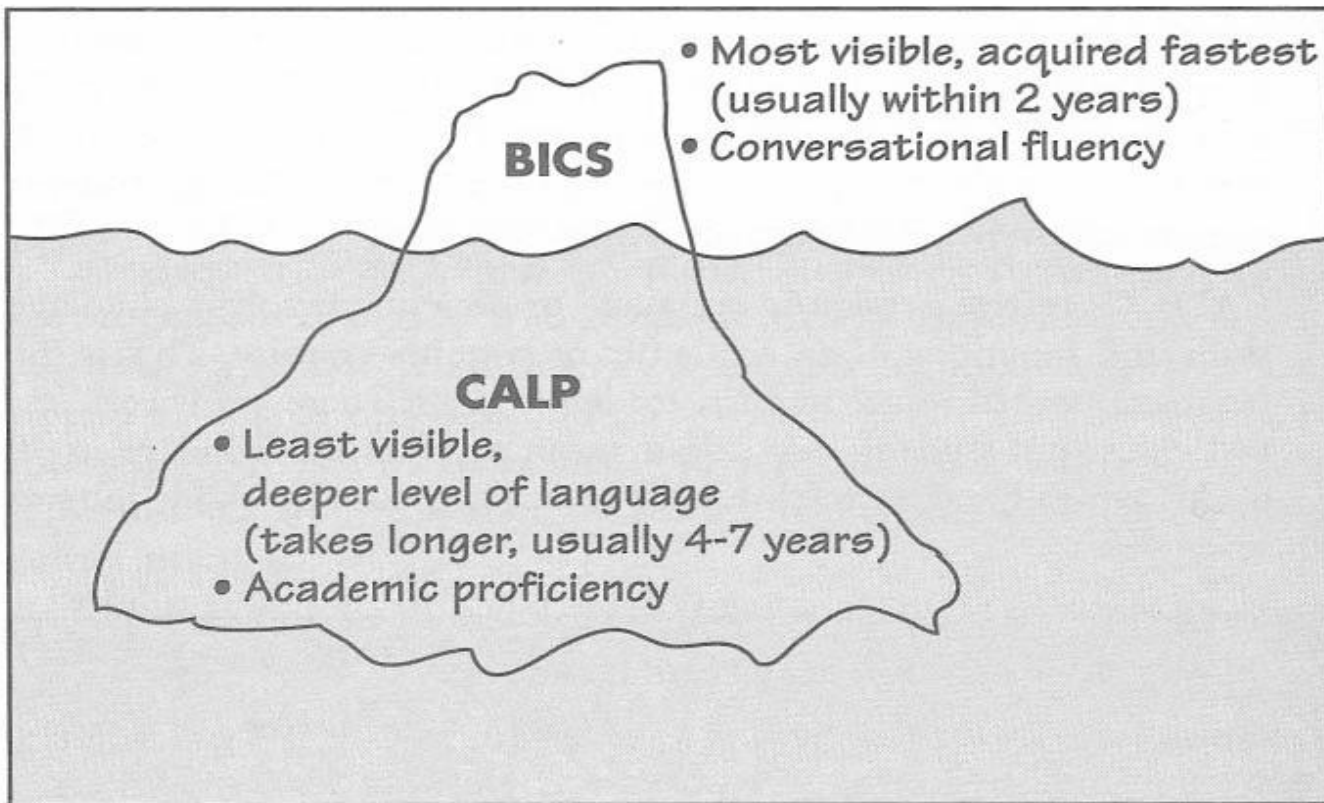 • Most visible, acquired fastest
(usually within 2 years)
• Conversational fluency
BICS
CALP
• Least visible,
deeper level of language
(takes longer, usually 4-7 years)
• Academic proficiency